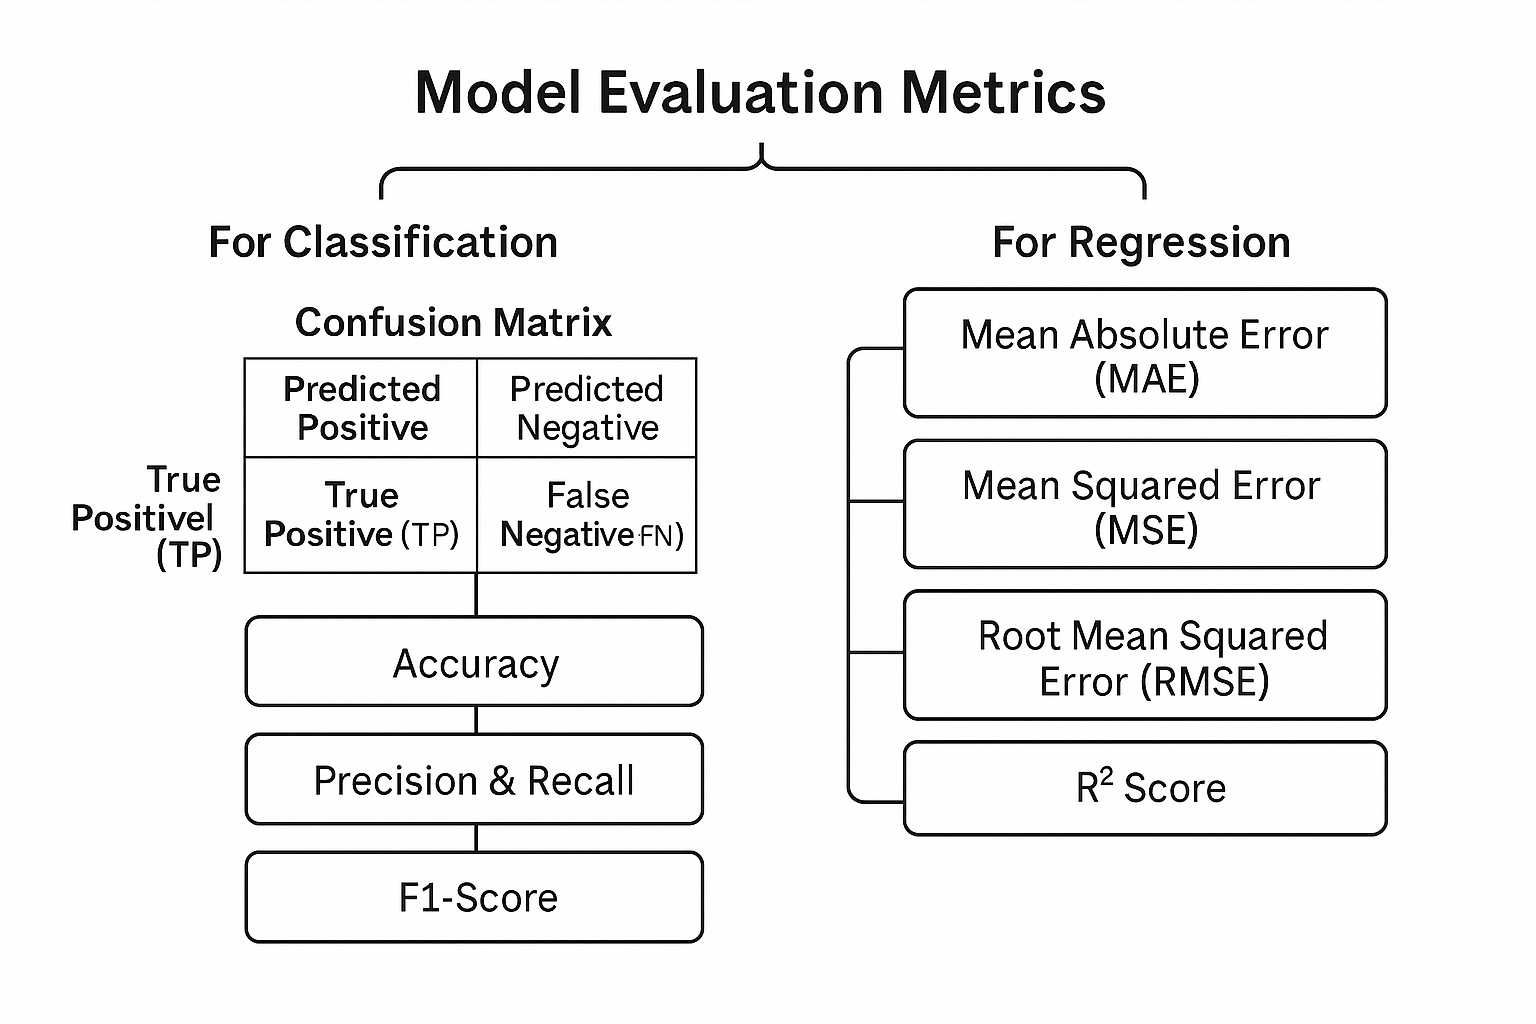 Model Evaluation Metrics
For Classification
Confusion Matrix
Predicted
Positive
Predicted
Negative
True
Positivel
(TP)
True
Positive (TP)
False
Negative FN)
Accuracy
Precision & Recall
F1-Score
For Regression
Mean Absolute Error
(MAE)
Mean Squared Error
(MSE)
Root Mean Squared
Error (RMSE)
R² Score